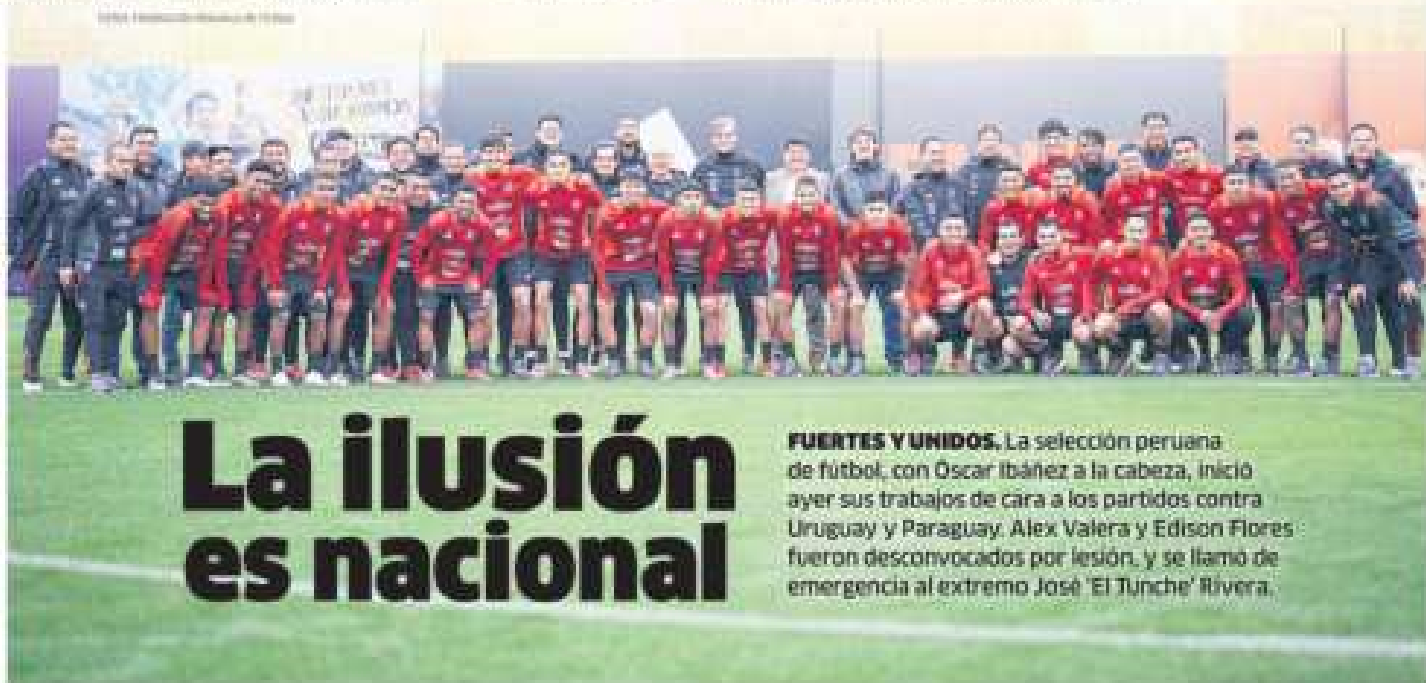 La ilusión
es nacional
FUERTES Y UNIDOS. La selección peruana
de fútbol, con Óscar Ibáñez a la cabeza, inició
ayer sus trabajos de cara a los partidos contra
Uruguay y Paraguay. Alex Valera y Edison Flores
fueron desconvocados por lesión, y se llamó de
emergencia al extremo José 'El Tunche' Rivera.